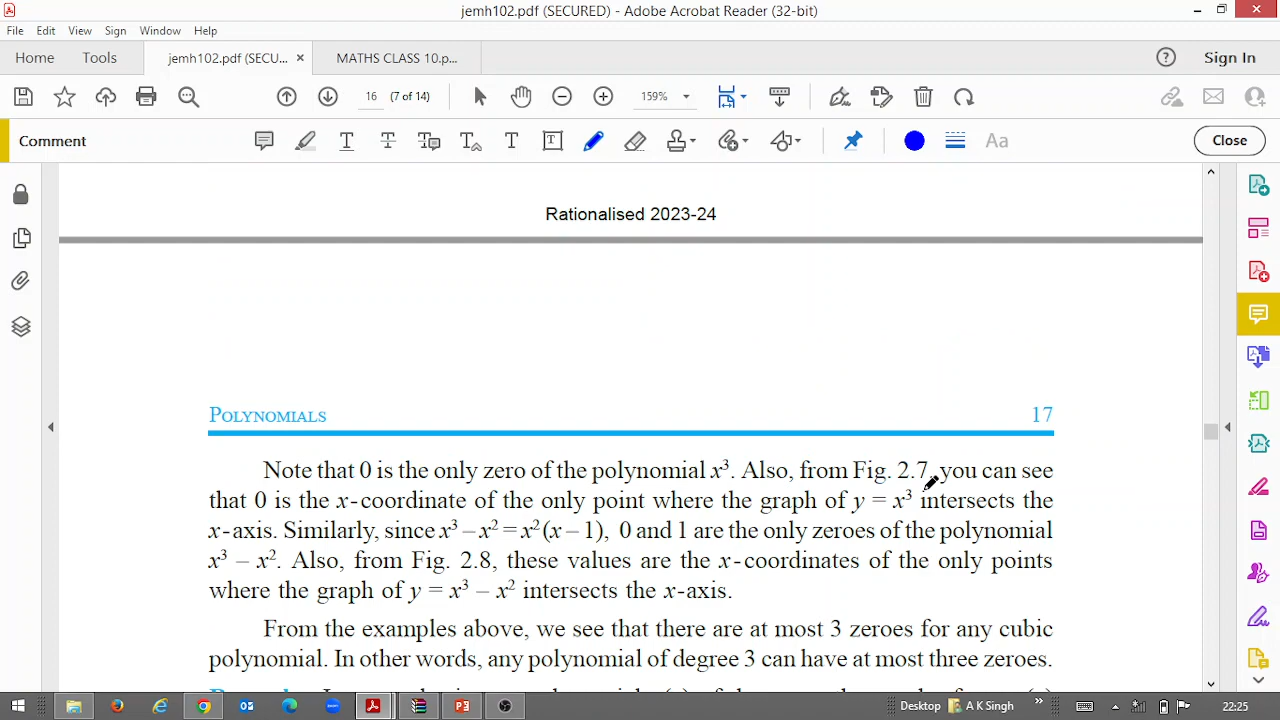 jemh102.pdf (SECURED) - Adobe Acrobat Reader (32-bit)
File Edit View Sign Window Help
Home Tools jemh102.pdf (SECU... × MATHS CLASS 10.p... Sign In
16 (7 of 14) 159%
Comment Close
Rationalised 2023-24
POLYNOMIALS 17
Note that 0 is the only zero of the polynomial x³. Also, from Fig. 2.7, you can see
that 0 is the x-coordinate of the only point where the graph of y = x³ intersects the
x-axis. Similarly, since x³ – x² = x²(x – 1), 0 and 1 are the only zeroes of the polynomial
x³ – x². Also, from Fig. 2.8, these values are the x-coordinates of the only points
where the graph of y = x³ – x² intersects the x-axis.
From the examples above, we see that there are at most 3 zeroes for any cubic
polynomial. In other words, any polynomial of degree 3 can have at most three zeroes.
Desktop A K Singh 22:25